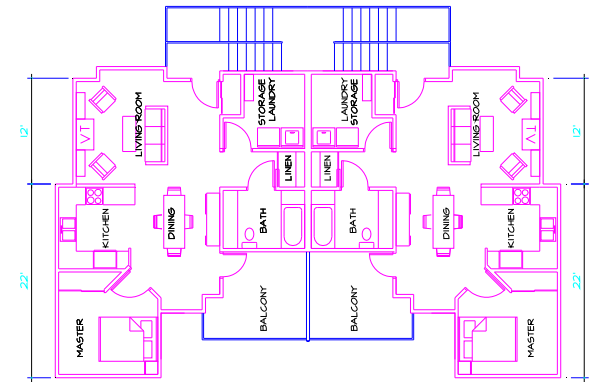 STORAGE
LAUNDRY
LAUNDRY
STORAGE
LIVING ROOM
LIVING ROOM
TV
TV
12'
12'
LINEN
LINEN
KITCHEN
DINING
BATH
BATH
DINING
KITCHEN
22'
22'
BALCONY
BALCONY
MASTER
MASTER